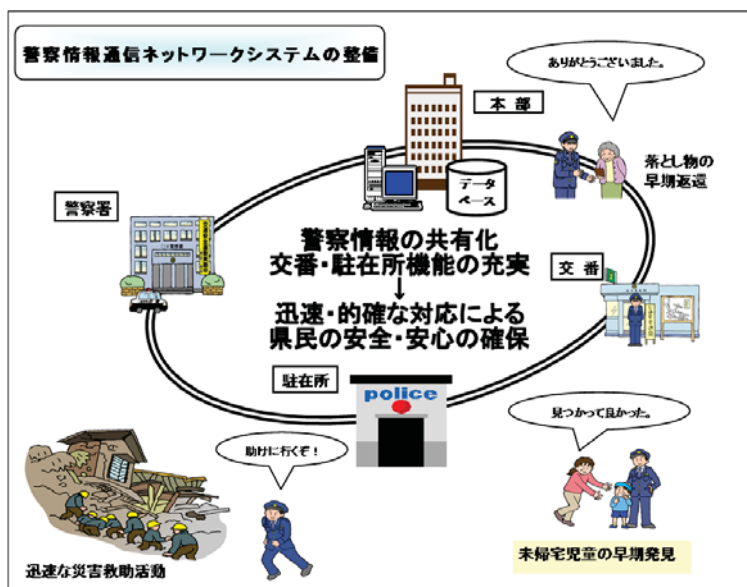 警察情報通信ネットワークシステムの整備
ありがとうございました。
本部
落とし物の
早期返還
データ
ベース
警察署
警察情報の共有化
交番・駐在所機能の充実
↓
迅速・的確な対応による
県民の安全・安心の確保
交番
駐在所
police
見つかって良かった。
助けに行くぞ！
迅速な災害救助活動
未帰宅児童の早期発見